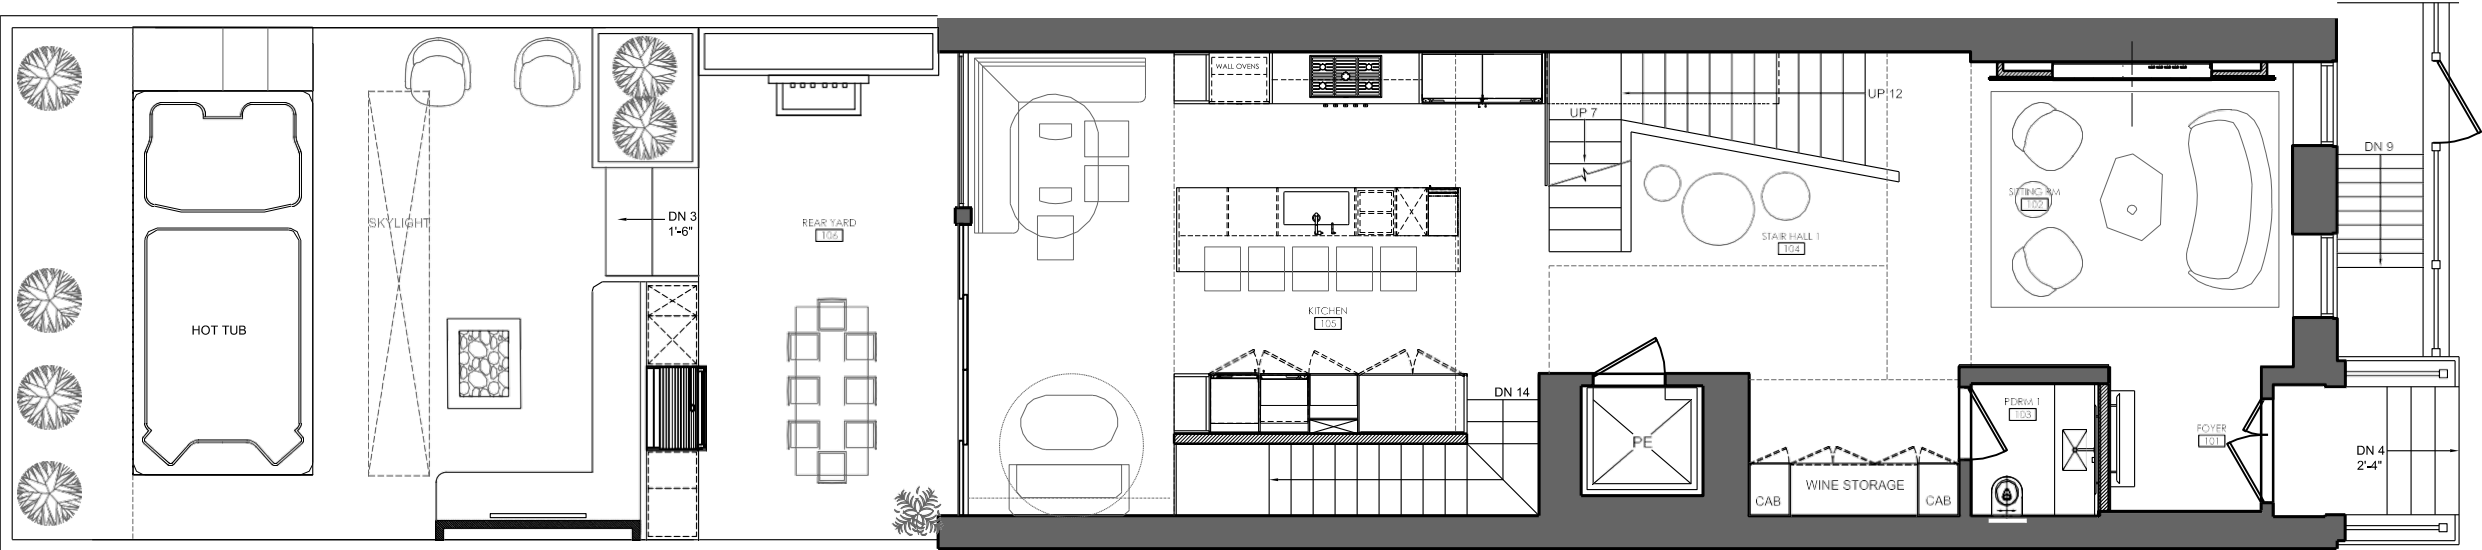 WALL OVENS
UP 12
UP 7
DN 9
SITTING RM
102
DN 3
1'-6"
SKYLIGHT
REAR YARD
106
STAIR HALL 1
104
HOT TUB
KITCHEN
105
DN 14
PDRM 1
103
FOYER
101
PE
DN 4
2'-4"
WINE STORAGE
CAB
CAB